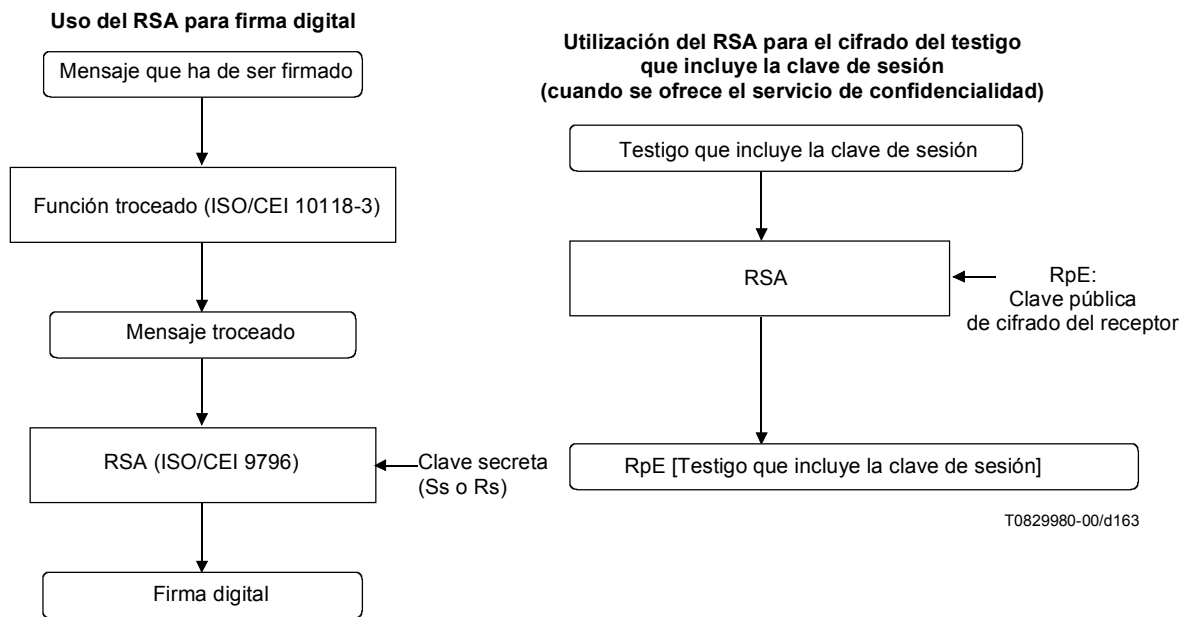 Uso del RSA para firma digital
Mensaje que ha de ser firmado
Función troceado (ISO/CEI 10118-3)
Mensaje troceado
RSA (ISO/CEI 9796)
Clave secreta
(Ss o Rs)
Firma digital
Utilización del RSA para el cifrado del testigo
que incluye la clave de sesión
(cuando se ofrece el servicio de confidencialidad)
Testigo que incluye la clave de sesión
RSA
RpE:
Clave pública
de cifrado del receptor
RpE [Testigo que incluye la clave de sesión]
T0829980-00/d163